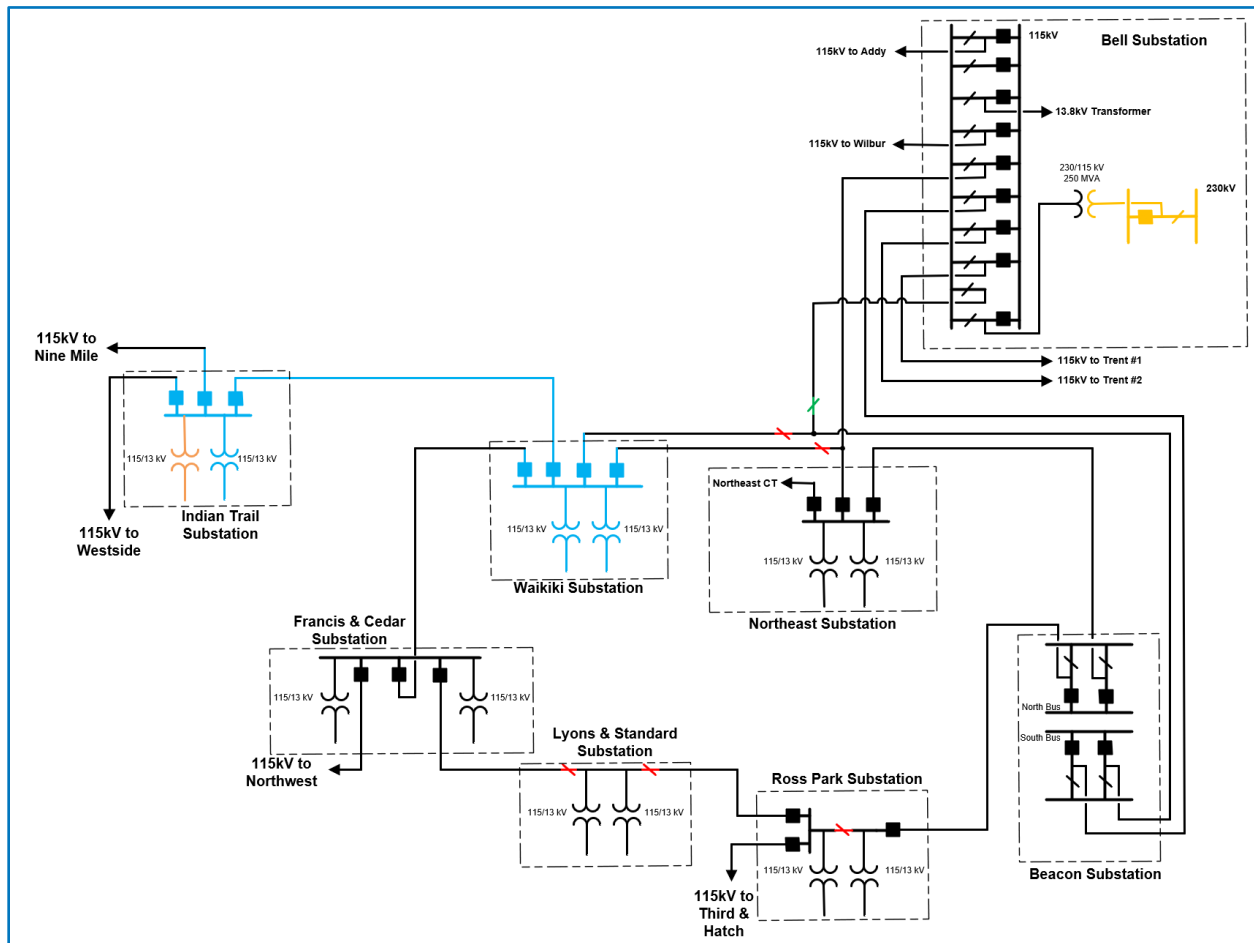 Bell Substation
115kV
115kV to Addy
13.8kV Transformer
115kV to Wilbur
230/115 kV
250 MVA
230kV
115kV to Trent #1
115kV to Trent #2
115kV to
Nine Mile
115/13 kV
115/13 kV
Indian Trail
Substation
115kV to
Westside
115/13 kV
115/13 kV
Waikiki Substation
Northeast CT
115/13 kV
115/13 kV
Northeast Substation
Francis & Cedar
Substation
115/13 kV
115/13 kV
115kV to
Northwest
Lyons & Standard
Substation
115/13 kV
115/13 kV
Ross Park Substation
115/13 kV
115/13 kV
115kV to
Third &
Hatch
North Bus
South Bus
Beacon Substation